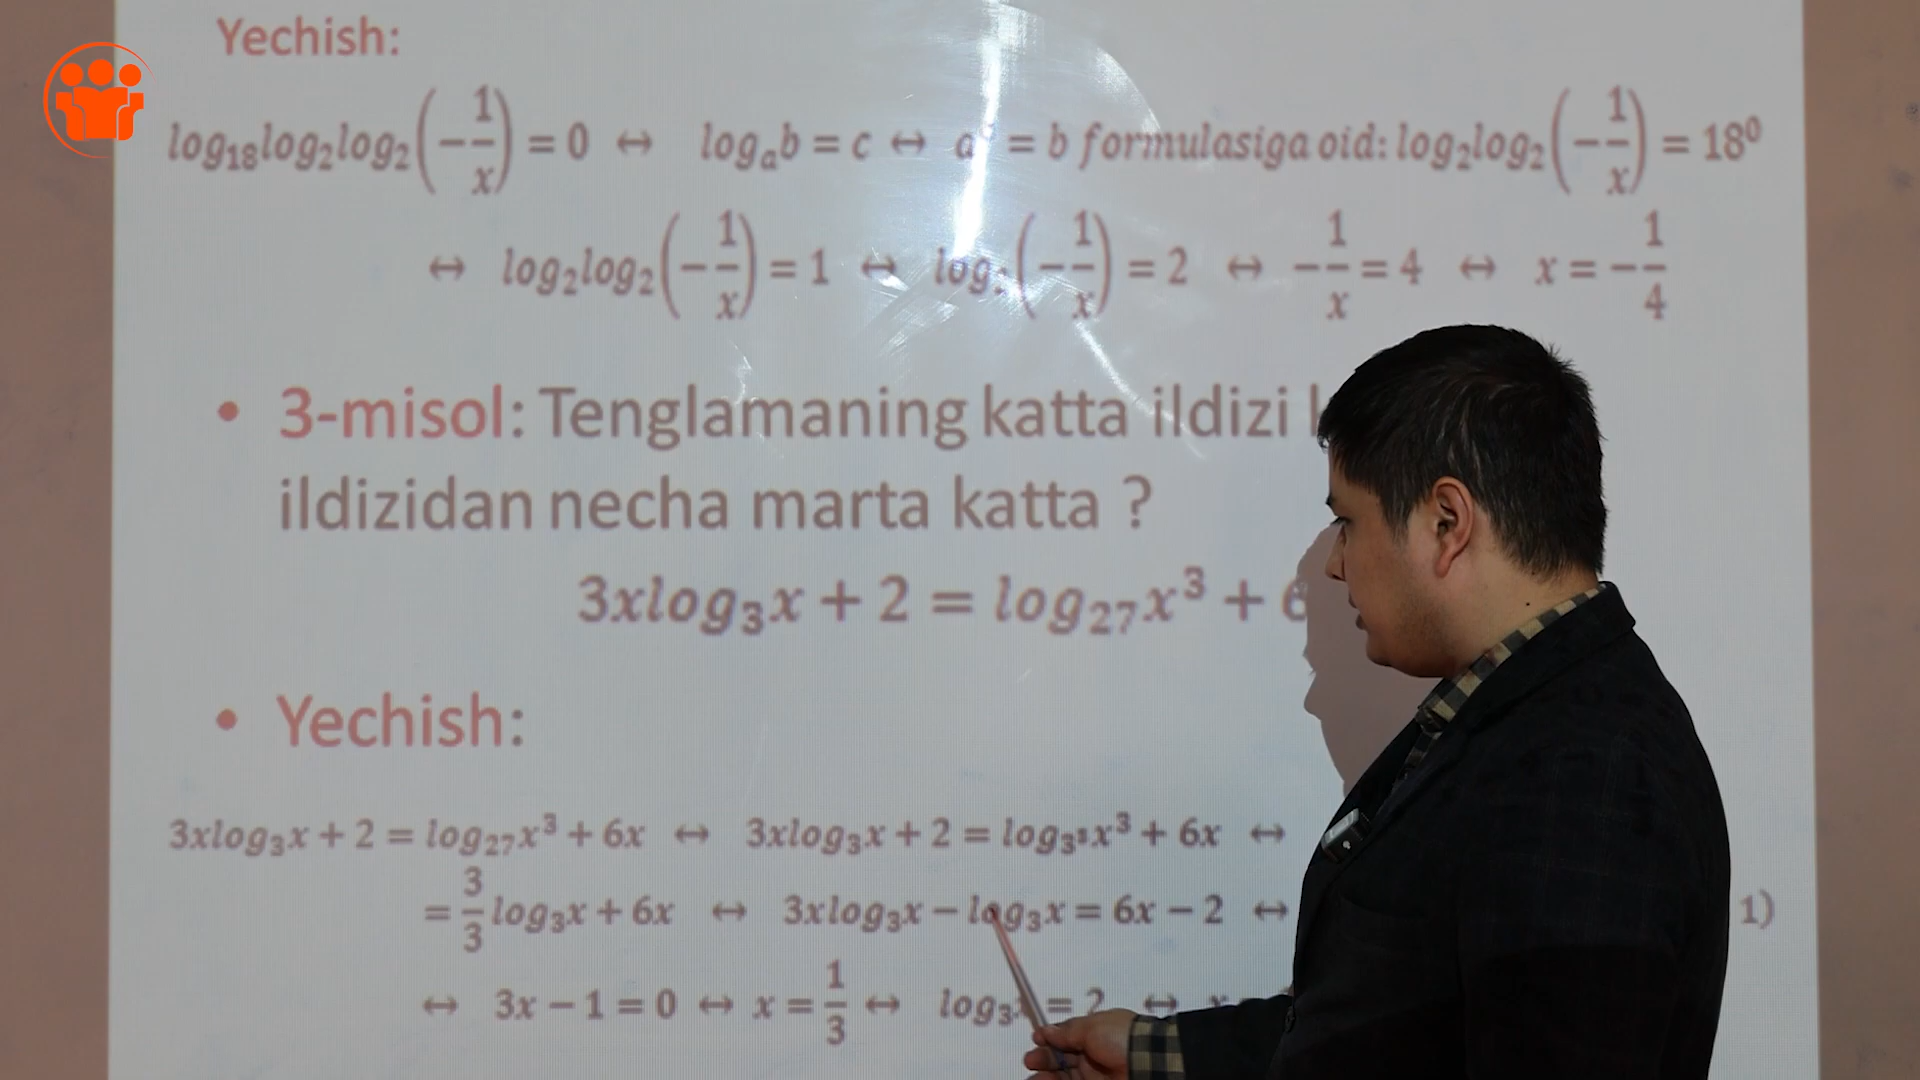 Yechish:
log₁₈log₂log₂(−1/x) = 0 ↔ logₐb = c ↔ a = b formulasiga oid: log₂log₂(−1/x) = 18⁰
↔ log₂log₂(−1/x) = 1 ↔ log₂(−1/x) = 2 ↔ −1/x = 4 ↔ x = −1/4
• 3-misol: Tenglamaning katta ildizi
ildizidan necha marta katta ?
3xlog₃x + 2 = log₂₇x³ + 6
• Yechish:
3xlog₃x + 2 = log₂₇x³ + 6x ↔ 3xlog₃x + 2 = log₃³x³ + 6x ↔
= 3/3 log₃x + 6x ↔ 3xlog₃x − log₃x = 6x − 2 ↔ 1)
↔ 3x − 1 = 0 ↔ x = 1/3 ↔ log₃x = 2 ↔ x